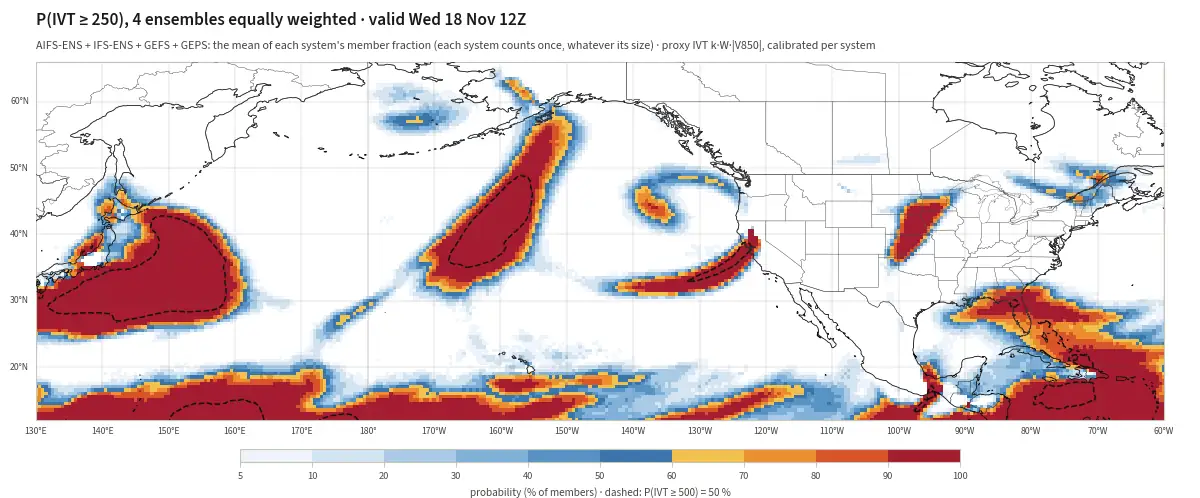 P(IVT ≥ 250), 4 ensembles equally weighted · valid Wed 18 Nov 12Z
AIFS-ENS + IFS-ENS + GEFS + GEPS: the mean of each system's member fraction (each system counts once, whatever its size) · proxy IVT k·W·|V850|, calibrated per system
60°N
50°N
40°N
30°N
20°N
130°E 140°E 150°E 160°E 170°E 180° 170°W 160°W 150°W 140°W 130°W 120°W 110°W 100°W 90°W 80°W 70°W 60°W
5 10 20 30 40 50 60 70 80 90 100
probability (% of members) · dashed: P(IVT ≥ 500) = 50 %